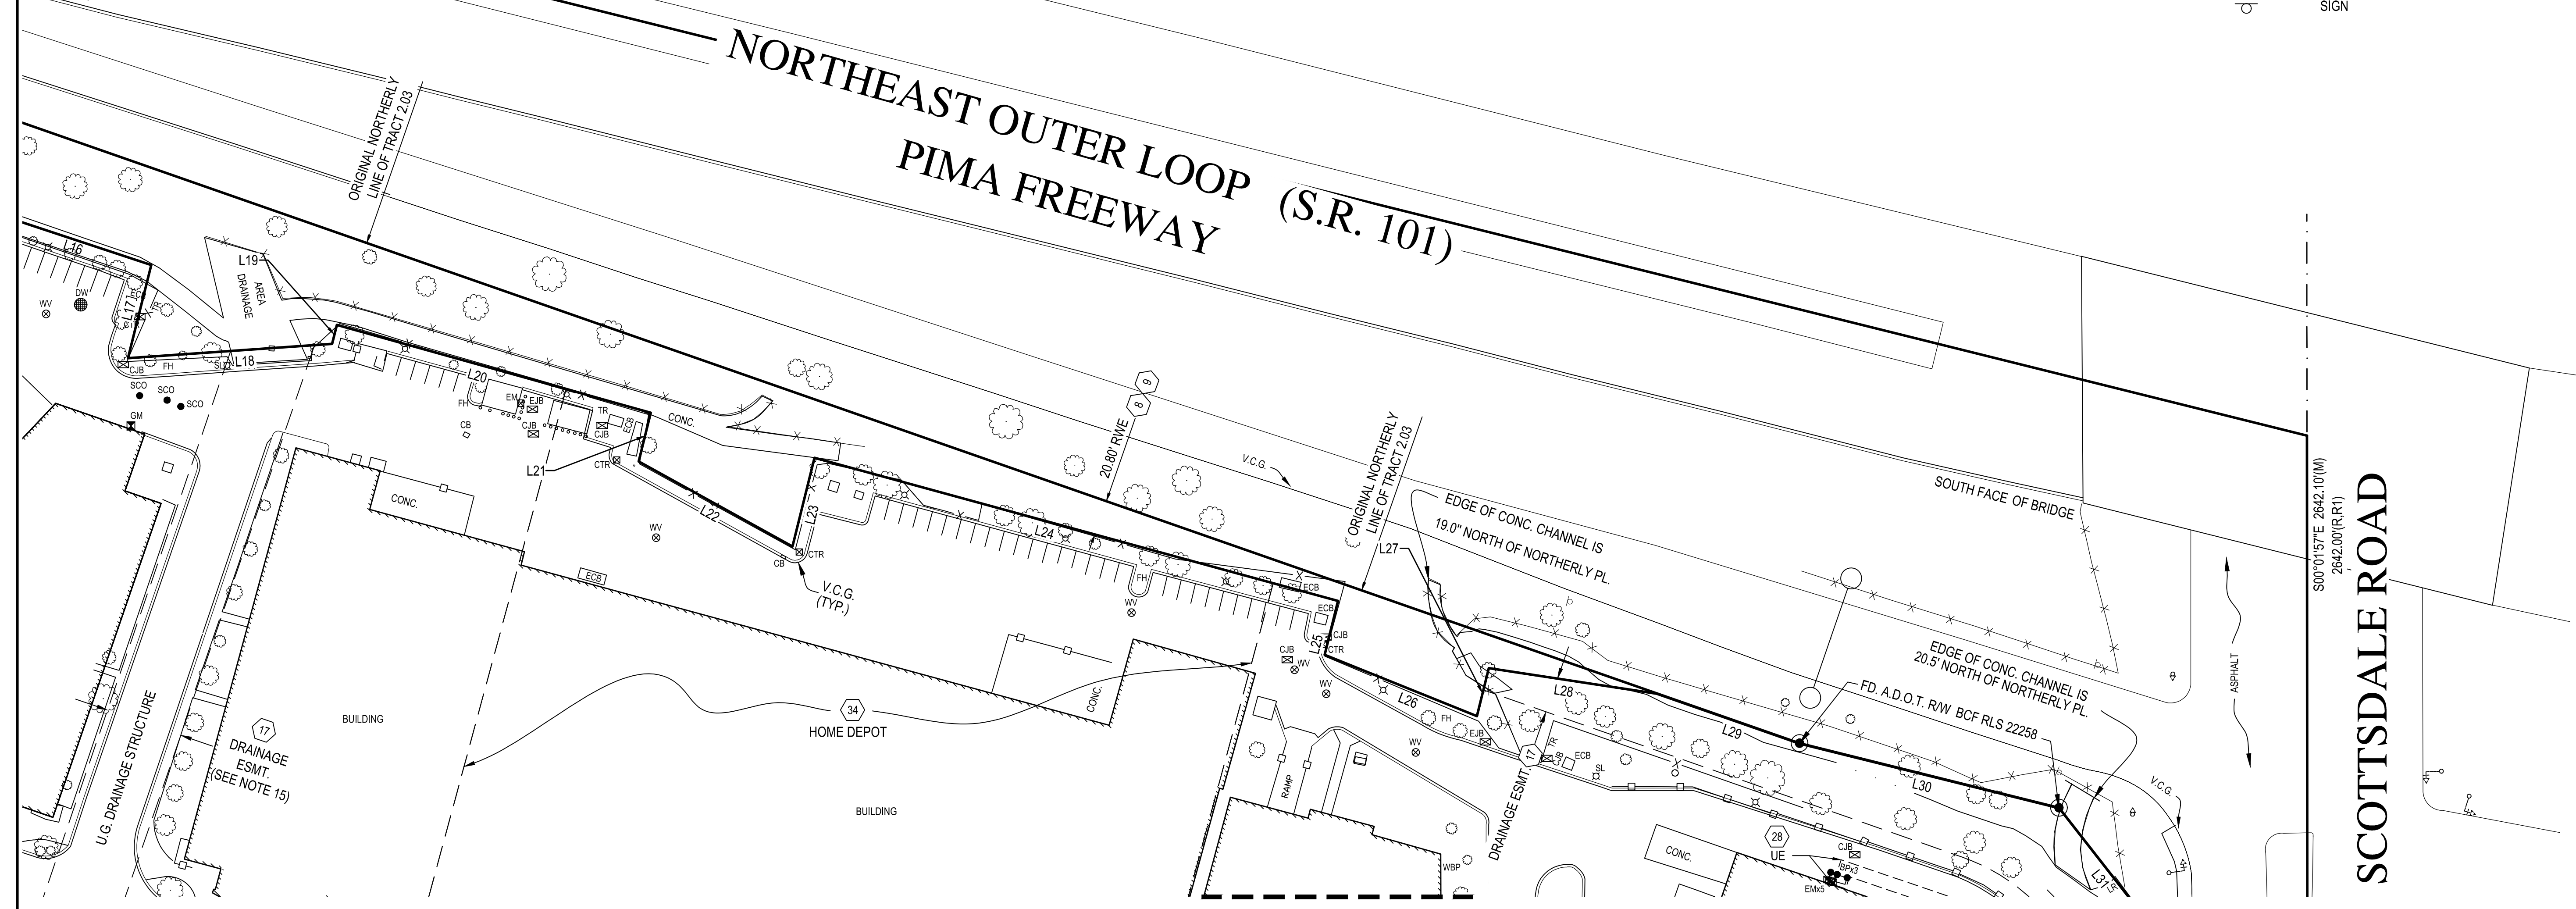 SIGN
NORTHEAST OUTER LOOP (S.R. 101)
PIMA FREEWAY
ORIGINAL NORTHERLY
LINE OF TRACT 2.03
L16
L19
AREA
DRAINAGE
DW
WV
L17
TR
CTR
CJB
FH
SL
L18
SCO
SCO
SCO
GM
L20
FH
EM
EJB
CJB
CB
TR
CJB
ECB
CTR
L21
CONC.
L22
WV
L23
CTR
CB
V.C.G.
(TYP.)
L24
20.80' RWE
8
9
V.C.G.
FH
WV
ORIGINAL NORTHERLY
LINE OF TRACT 2.03
ECB
ECB
CJB
CTR
L25
CJB
WV
WV
L26
FH
EJB
WV
L27
EDGE OF CONC. CHANNEL IS
19.0" NORTH OF NORTHERLY PL.
L28
L29
SOUTH FACE OF BRIDGE
EDGE OF CONC. CHANNEL IS
20.5' NORTH OF NORTHERLY PL.
FD. A.D.O.T. R/W BCF RLS 22258
L30
L31
V.C.G.
ASPHALT
S00°01'57"E 2642.10'(M)
2642.00'(R,R1)
SCOTTSDALE ROAD
CONC.
ECB
CONC.
BUILDING
17
DRAINAGE
ESMT.
(SEE NOTE 15)
U.G. DRAINAGE STRUCTURE
34
HOME DEPOT
BUILDING
RAMP
WBP
17
DRAINAGE ESMT.
TR
CJB
ECB
SL
CONC.
28
UE
CJB
BPx3
EMx5